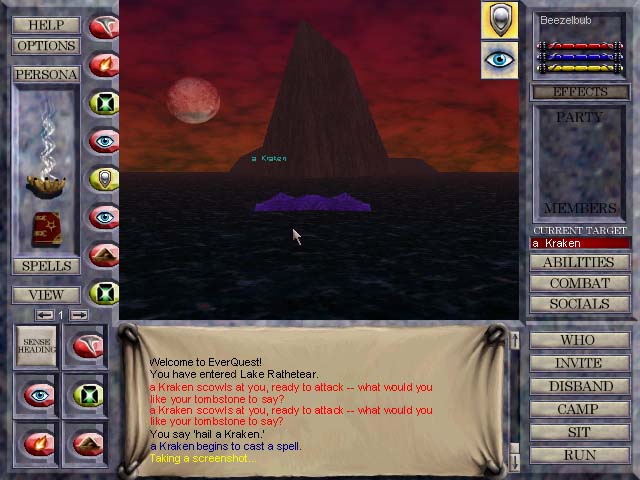 HELP
OPTIONS
PERSONA
SPELLS
VIEW
1
SENSE
HEADING
a Kraken
Beezelbub
EFFECTS
PARTY
MEMBERS
CURRENT TARGET
a Kraken
ABILITIES
COMBAT
SOCIALS
WHO
INVITE
DISBAND
CAMP
SIT
RUN
Welcome to EverQuest!
You have entered Lake Rathetear.
a Kraken scowls at you, ready to attack -- what would you
like your tombstone to say?
a Kraken scowls at you, ready to attack -- what would you
like your tombstone to say?
You say 'hail a Kraken.'
a Kraken begins to cast a spell.
Taking a screenshot...